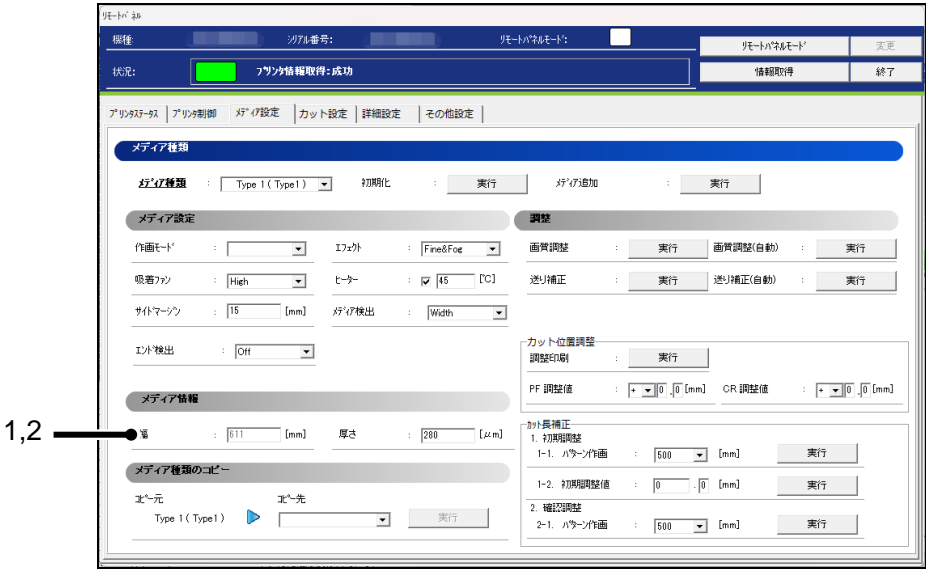 リモートパネル
機種: シリアル番号: リモートパネルモード: リモートパネルモード 変更
状況: プリンタ情報取得:成功 情報取得 終了
プリンタステータス プリンタ制御 メディア設定 カット設定 詳細設定 その他設定
メディア種類
メディア種類 : Type 1 ( Type1 ) 初期化 : 実行 メディア追加 : 実行
メディア設定 調整
作画モード : エフェクト : Fine&Fog 画質調整 : 実行 画質調整(自動) : 実行
吸着ファン : High ヒーター : 45 [℃] 送り補正 : 実行 送り補正(自動) : 実行
サイドマージン : 15 [mm] メディア検出 : Width
エンド検出 : Off
カット位置調整
調整印刷 : 実行
PF 調整値 : + 0 . 0 [mm] CR 調整値 : + 0 . 0 [mm]
メディア情報
1,2 幅 : 611 [mm] 厚さ : 280 [μm]
カット長補正
1. 初期調整
1-1. パターン作画 : 500 [mm] 実行
メディア種類のコピー
1-2. 初期調整値 : 0 . 0 [mm] 実行
コピー元 コピー先
2. 確認調整
Type 1 ( Type1 ) 実行
2-1. パターン作画 : 500 [mm] 実行